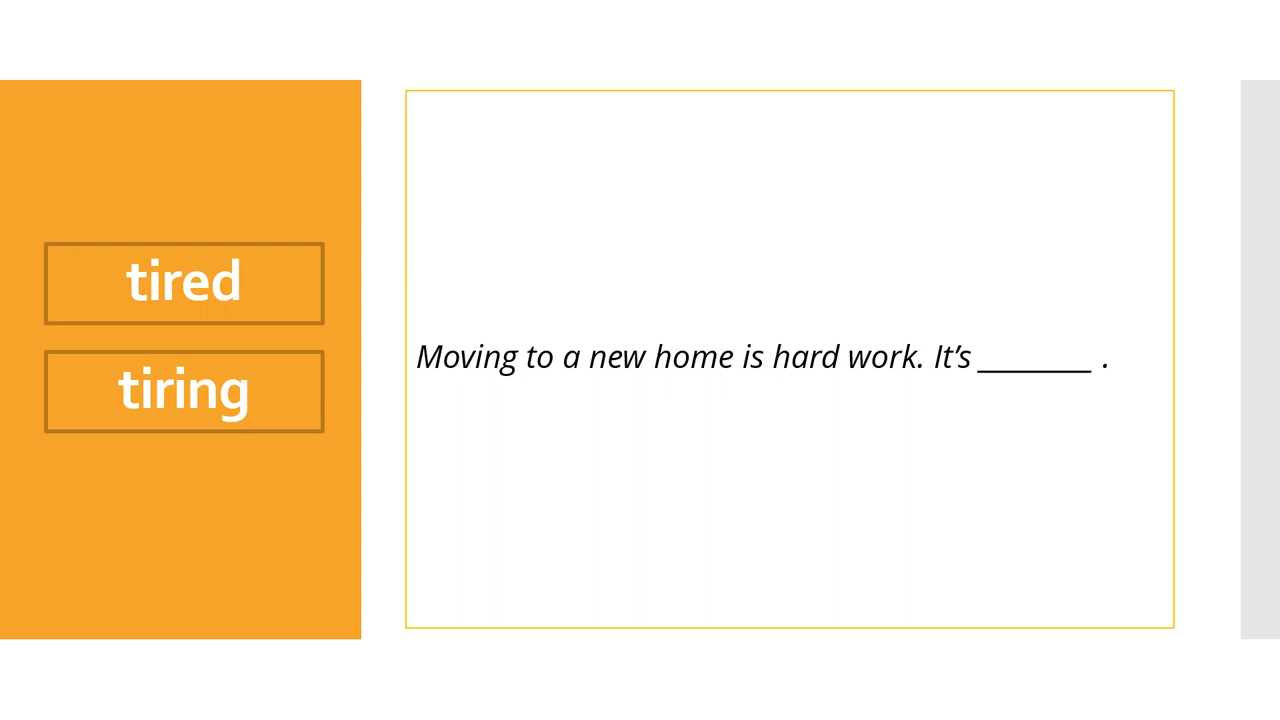 tired
tiring
Moving to a new home is hard work. It’s ________ .